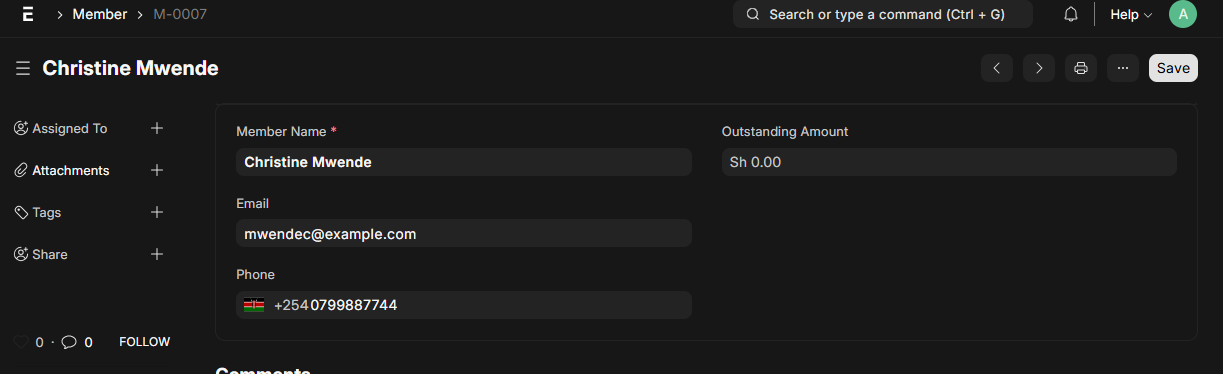 E
Member
M-0007
Search or type a command (Ctrl + G)
Help
A
Christine Mwende
Save
Assigned To
Attachments
Tags
Share
0 · 0
FOLLOW
Member Name *
Christine Mwende
Outstanding Amount
Sh 0.00
Email
mwendec@example.com
Phone
+254 0799887744
Comments